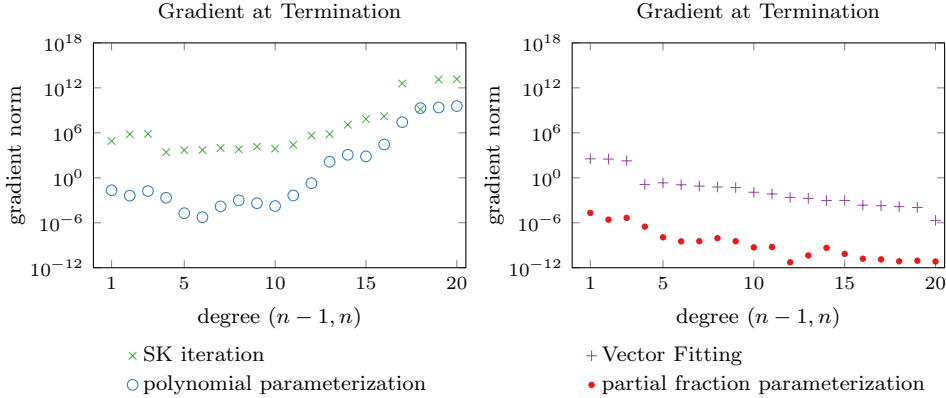 Gradient at Termination
10^18
10^12
10^6
10^0
10^−6
10^−12
gradient norm
1 5 10 15 20
degree (n − 1, n)
× SK iteration
○ polynomial parameterization
Gradient at Termination
10^18
10^12
10^6
10^0
10^−6
10^−12
gradient norm
1 5 10 15 20
degree (n − 1, n)
+ Vector Fitting
• partial fraction parameterization